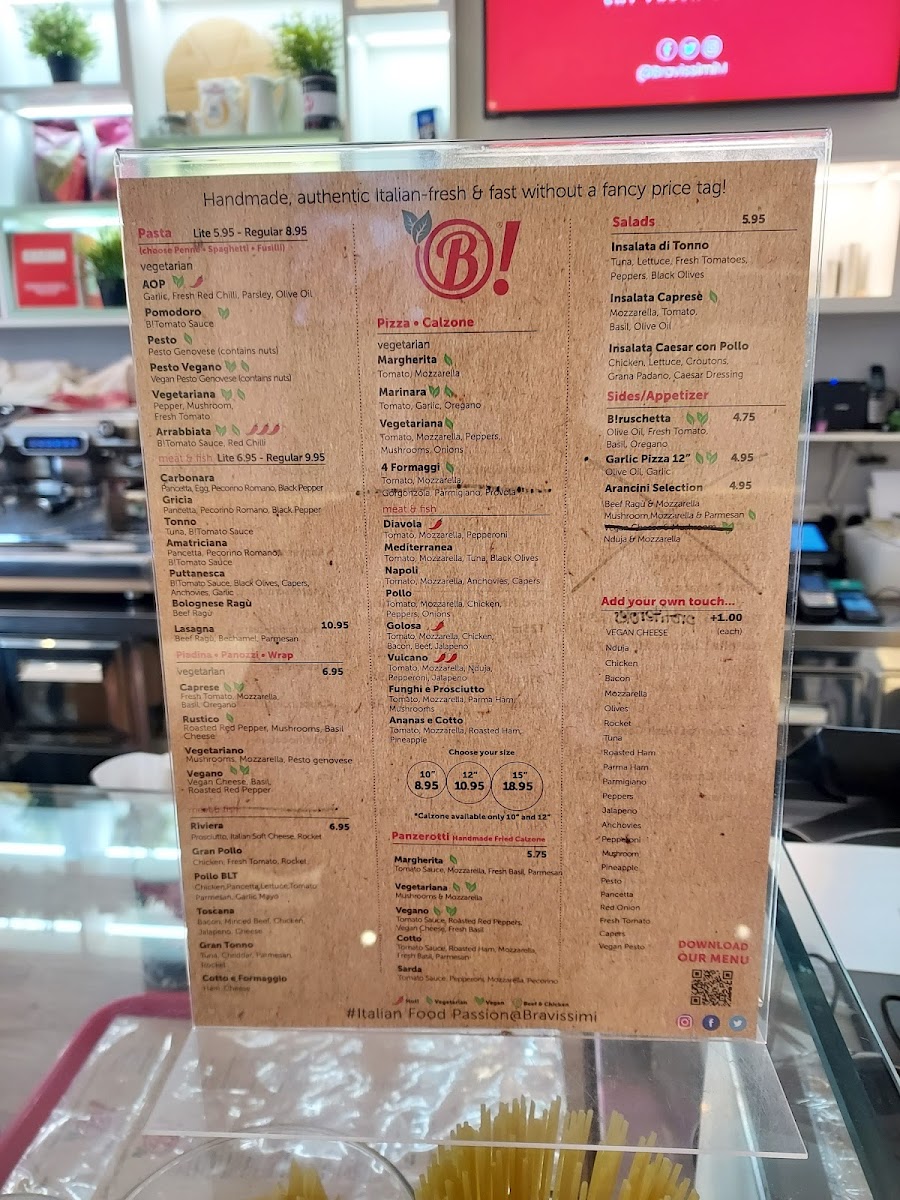 @Bravissimi
Handmade, authentic Italian-fresh & fast without a fancy price tag!
Pasta Lite 5.95 - Regular 8.95
(choose Penne • Spaghetti • Fusilli)
vegetarian
AOP
Garlic, Fresh Red Chilli, Parsley, Olive Oil
Pomodoro
B!Tomato Sauce
Pesto
Pesto Genovese (contains nuts)
Pesto Vegano
Vegan Pesto Genovese (contains nuts)
Vegetariana
Pepper, Mushroom,
Fresh Tomato
Arrabbiata
B!Tomato Sauce, Red Chilli
meat & fish Lite 6.95 - Regular 9.95
Carbonara
Pancetta, Egg, Pecorino Romano, Black Pepper
Gricia
Pancetta, Pecorino Romano, Black Pepper
Tonno
Tuna, B!Tomato Sauce
Amatriciana
Pancetta, Pecorino Romano,
B!Tomato Sauce
Puttanesca
B!Tomato Sauce, Black Olives, Capers,
Anchovies, Garlic
Bolognese Ragù
Beef Ragù
Lasagna 10.95
Beef Ragù, Bechamel, Parmesan
Piadina • Panozzi • Wrap
vegetarian 6.95
Caprese
Fresh Tomato, Mozzarella
Basil, Oregano
Rustico
Roasted Red Pepper, Mushrooms, Basil
Cheese
Vegetariano
Mushrooms, Mozzarella, Pesto genovese
Vegano
Vegan Cheese, Basil,
Roasted Red Pepper
meat & fish
Riviera 6.95
Prosciutto, Italian Soft Cheese, Rocket
Gran Pollo
Chicken, Fresh Tomato, Rocket
Pollo BLT
Chicken,Pancetta,Lettuce,Tomato
Parmesan, Garlic Mayo
Toscana
Bacon, Minced Beef, Chicken,
Jalapeno, Cheese
Gran Tonno
Tuna, Cheddar, Parmesan,
Rocket
Cotto e Formaggio
Ham, Cheese
B!
Pizza • Calzone
vegetarian
Margherita
Tomato, Mozzarella
Marinara
Tomato, Garlic, Oregano
Vegetariana
Tomato, Mozzarella, Peppers,
Mushrooms, Onions
4 Formaggi
Tomato, Mozzarella,
Gorgonzola, Parmigiano, Provola
meat & fish
Diavola
Tomato, Mozzarella, Pepperoni
Mediterranea
Tomato, Mozzarella, Tuna, Black Olives
Napoli
Tomato, Mozzarella, Anchovies, Capers
Pollo
Tomato, Mozzarella, Chicken,
Peppers, Onions
Golosa
Tomato, Mozzarella, Chicken,
Bacon, Beef, Jalapeno
Vulcano
Tomato, Mozzarella, Nduja,
Pepperoni, Jalapeno
Funghi e Prosciutto
Tomato, Mozzarella, Parma Ham,
Mushrooms
Ananas e Cotto
Tomato, Mozzarella, Roasted Ham,
Pineapple
Choose your size
10" 12" 15"
8.95 10.95 18.95
*Calzone available only 10" and 12"
Panzerotti Handmade Fried Calzone
5.75
Margherita
Tomato Sauce, Mozzarella, Fresh Basil, Parmesan
Vegetariana
Mushrooms & Mozzarella
Vegano
Tomato Sauce, Roasted Red Peppers,
Vegan Cheese, Fresh Basil
Cotto
Tomato Sauce, Roasted Ham, Mozzarella,
Fresh Basil, Parmesan
Sarda
Tomato Sauce, Pepperoni, Mozzarella, Pecorino
Hot! Vegetarian Vegan Beef & Chicken
#Italian Food Passion@Bravissimi
Salads 5.95
Insalata di Tonno
Tuna, Lettuce, Fresh Tomatoes,
Peppers, Black Olives
Insalata Capresè
Mozzarella, Tomato,
Basil, Olive Oil
Insalata Caesar con Pollo
Chicken, Lettuce, Croutons,
Grana Padano, Caesar Dressing
Sides/Appetizer
B!ruschetta 4.75
Olive Oil, Fresh Tomato,
Basil, Oregano
Garlic Pizza 12" 4.95
Olive Oil, Garlic
Arancini Selection 4.95
Beef Ragù & Mozzarella
Mushroom,Mozzarella & Parmesan
Vegan Cheese & Mushroom
Nduja & Mozzarella
Add your own touch...
+1.00
(each)
VEGAN CHEESE
Nduja
Chicken
Bacon
Mozzarella
Olives
Rocket
Tuna
Roasted Ham
Parma Ham
Parmigiano
Peppers
Jalapeno
Anchovies
Pepperoni
Mushroom
Pineapple
Pesto
Pancetta
Red Onion
Fresh Tomato
Capers
Vegan Pesto
DOWNLOAD
OUR MENU